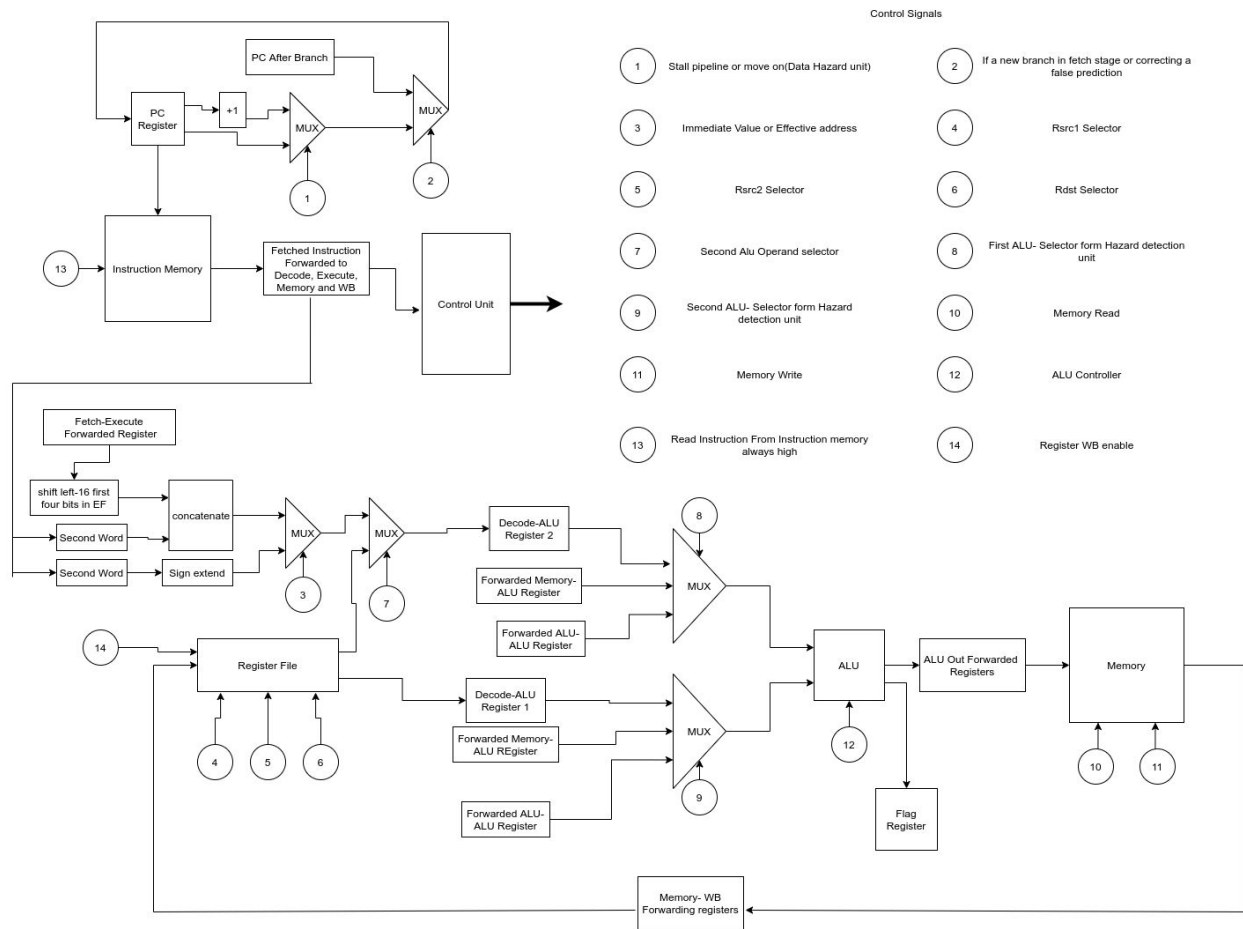 Control Signals
PC After Branch
PC
Register
+1
MUX
MUX
1
2
1
Stall pipeline or move on(Data Hazard unit)
2
If a new branch in fetch stage or correcting a
false prediction
3
Immediate Value or Effective address
4
Rsrc1 Selector
5
Rsrc2 Selector
6
Rdst Selector
7
Second Alu Operand selector
8
First ALU- Selector form Hazard detection
unit
9
Second ALU- Selector form Hazard
detection unit
10
Memory Read
11
Memory Write
12
ALU Controller
13
Read Instruction From Instruction memory
always high
14
Register WB enable
13
Instruction Memory
Fetched Instruction
Forwarded to
Decode, Execute,
Memory and WB
Control Unit
Fetch-Execute
Forwarded Register
shift left-16 first
four bits in EF
concatenate
Second Word
Second Word
Sign extend
MUX
3
MUX
7
Decode-ALU
Register 2
Forwarded Memory-
ALU Register
Forwarded ALU-
ALU Register
8
MUX
14
Register File
4
5
6
Decode-ALU
Register 1
Forwarded Memory-
ALU REgister
Forwarded ALU-
ALU Register
MUX
9
ALU
12
ALU Out Forwarded
Registers
Memory
10
11
Flag
Register
Memory- WB
Forwarding registers